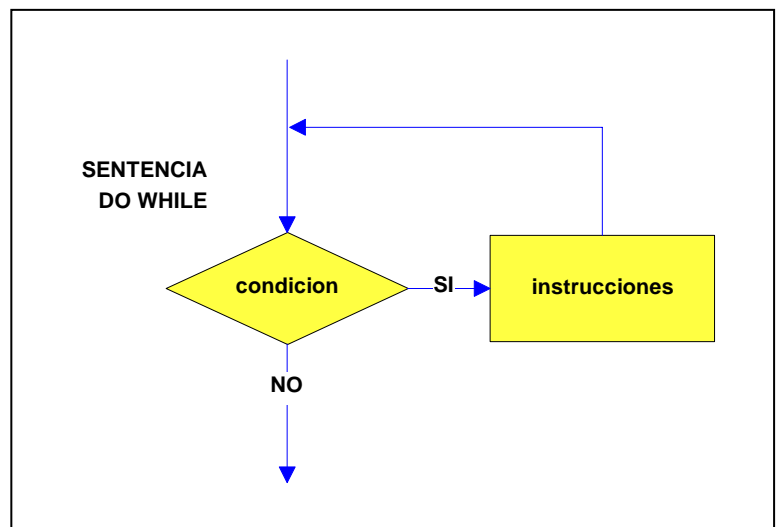 SENTENCIA
DO WHILE
condicion
SI
instrucciones
NO